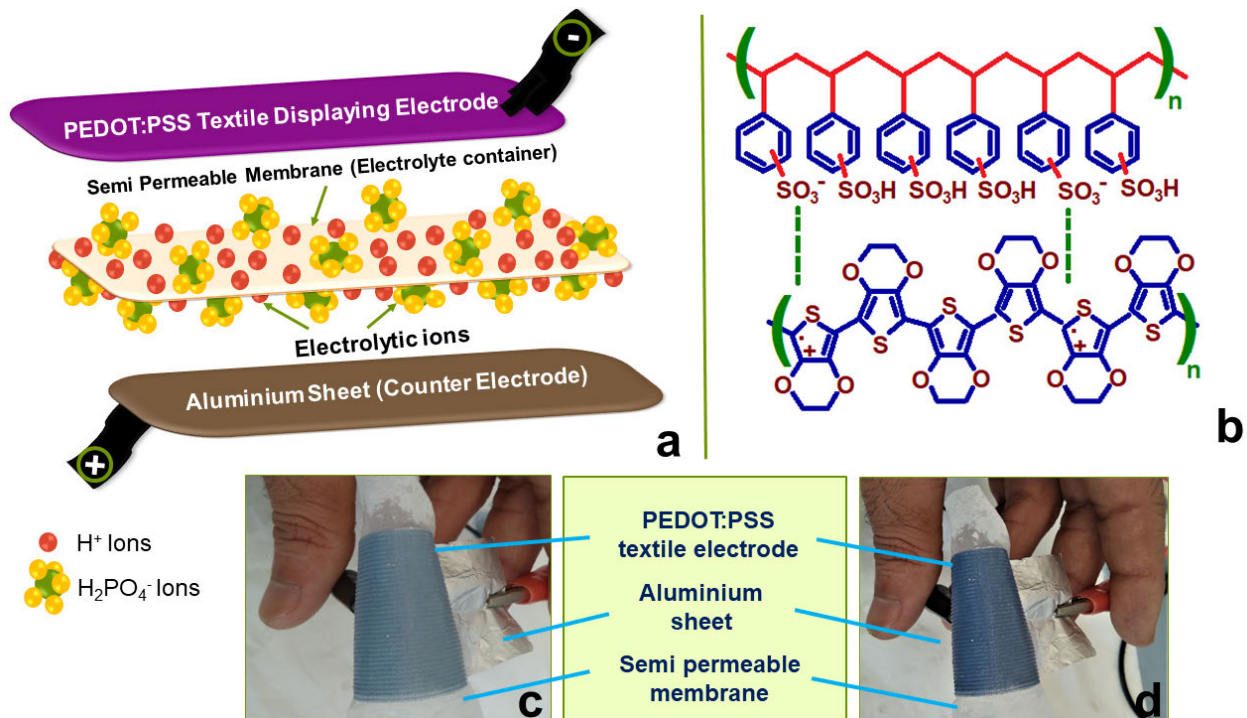 -
PEDOT:PSS Textile Displaying Electrode
Semi Permeable Membrane (Electrolyte container)
Electrolytic ions
Aluminium Sheet (Counter Electrode)
+
a
H⁺ Ions
H₂PO₄⁻ Ions
( )n
SO₃⁻ SO₃H SO₃H SO₃H SO₃⁻ SO₃H
O O O O O O
S S S S S S
·+ ·+
O O O O O O
( )n
b
PEDOT:PSS
textile electrode
Aluminium
sheet
Semi permeable
membrane
c
d